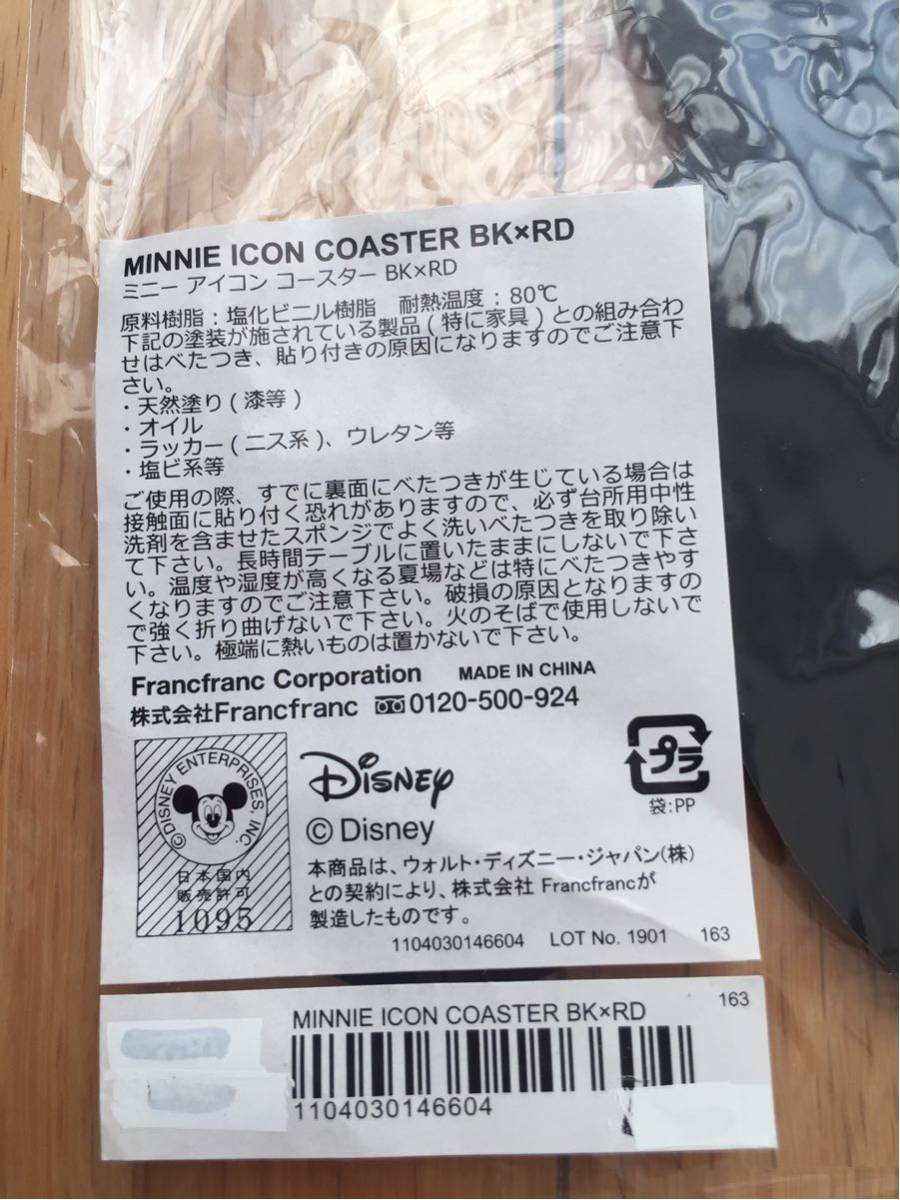 MINNIE ICON COASTER BK×RD
ミニー アイコン コースター BK×RD
原料樹脂：塩化ビニル樹脂　耐熱温度：80℃
下記の塗装が施されている製品(特に家具)との組み合わ
せはべたつき、貼り付きの原因になりますのでご注意下
さい。
・天然塗り(漆等)
・オイル
・ラッカー(ニス系)、ウレタン等
・塩ビ系等
ご使用の際、すでに裏面にべたつきが生じている場合は
接触面に貼り付く恐れがありますので、必ず台所用中性
洗剤を含ませたスポンジでよく洗いべたつきを取り除い
て下さい。長時間テーブルに置いたままにしないで下さ
い。温度や湿度が高くなる夏場などは特にべたつきやす
くなりますのでご注意下さい。破損の原因となりますの
で強く折り曲げないで下さい。火のそばで使用しないで
下さい。極端に熱いものは置かないで下さい。
Francfranc Corporation　MADE IN CHINA
株式会社Francfranc 0120-500-924
©DISNEY ENTERPRISES, INC.
日本国内
販売許可
1095
Disney
© Disney
プラ
袋:PP
本商品は、ウォルト・ディズニー・ジャパン(株)
との契約により、株式会社 Francfrancが
製造したものです。
1104030146604　LOT No. 1901　163
163
MINNIE ICON COASTER BK×RD
1104030146604